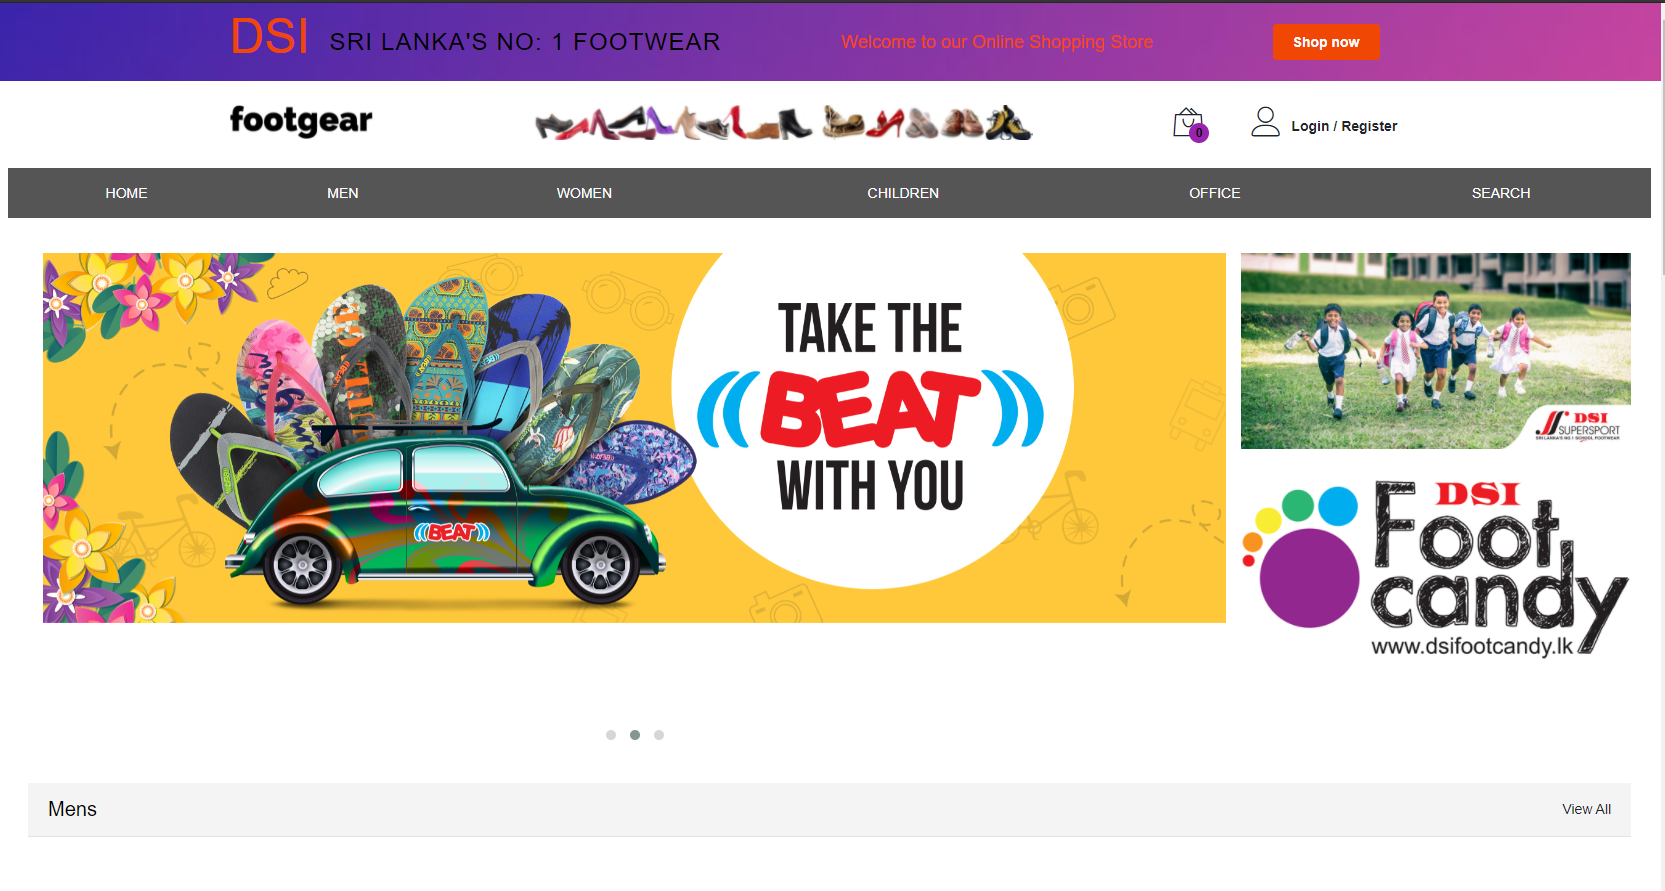 DSI SRI LANKA'S NO: 1 FOOTWEAR Welcome to our Online Shopping Store Shop now
footgear 0 Login / Register
HOME MEN WOMEN CHILDREN OFFICE SEARCH
TAKE THE
BEAT
WITH YOU
BEAT
DSI
SUPERSPORT
SRI LANKA'S NO.1 SCHOOL FOOTWEAR
DSI
Foot
candy
www.dsifootcandy.lk
Mens View All